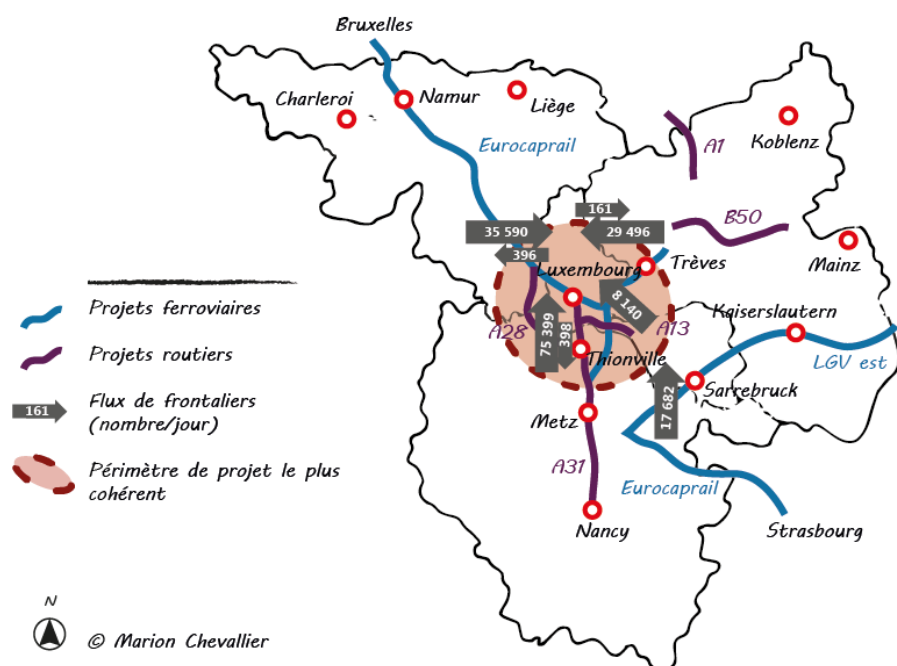 Bruxelles
Charleroi
Namur
Liège
Eurocaprail
A1
Koblenz
161
B50
35 590
29 496
396
Mainz
Luxembourg
Trèves
8 140
Projets ferroviaires
Kaiserslautern
A28
75 399
398
A13
Projets routiers
Thionville
LGV est
Sarrebruck
161
Flux de frontaliers
(nombre/jour)
17 682
Metz
Périmètre de projet le plus
cohérent
A31
Eurocaprail
Nancy
Strasbourg
N
© Marion Chevallier